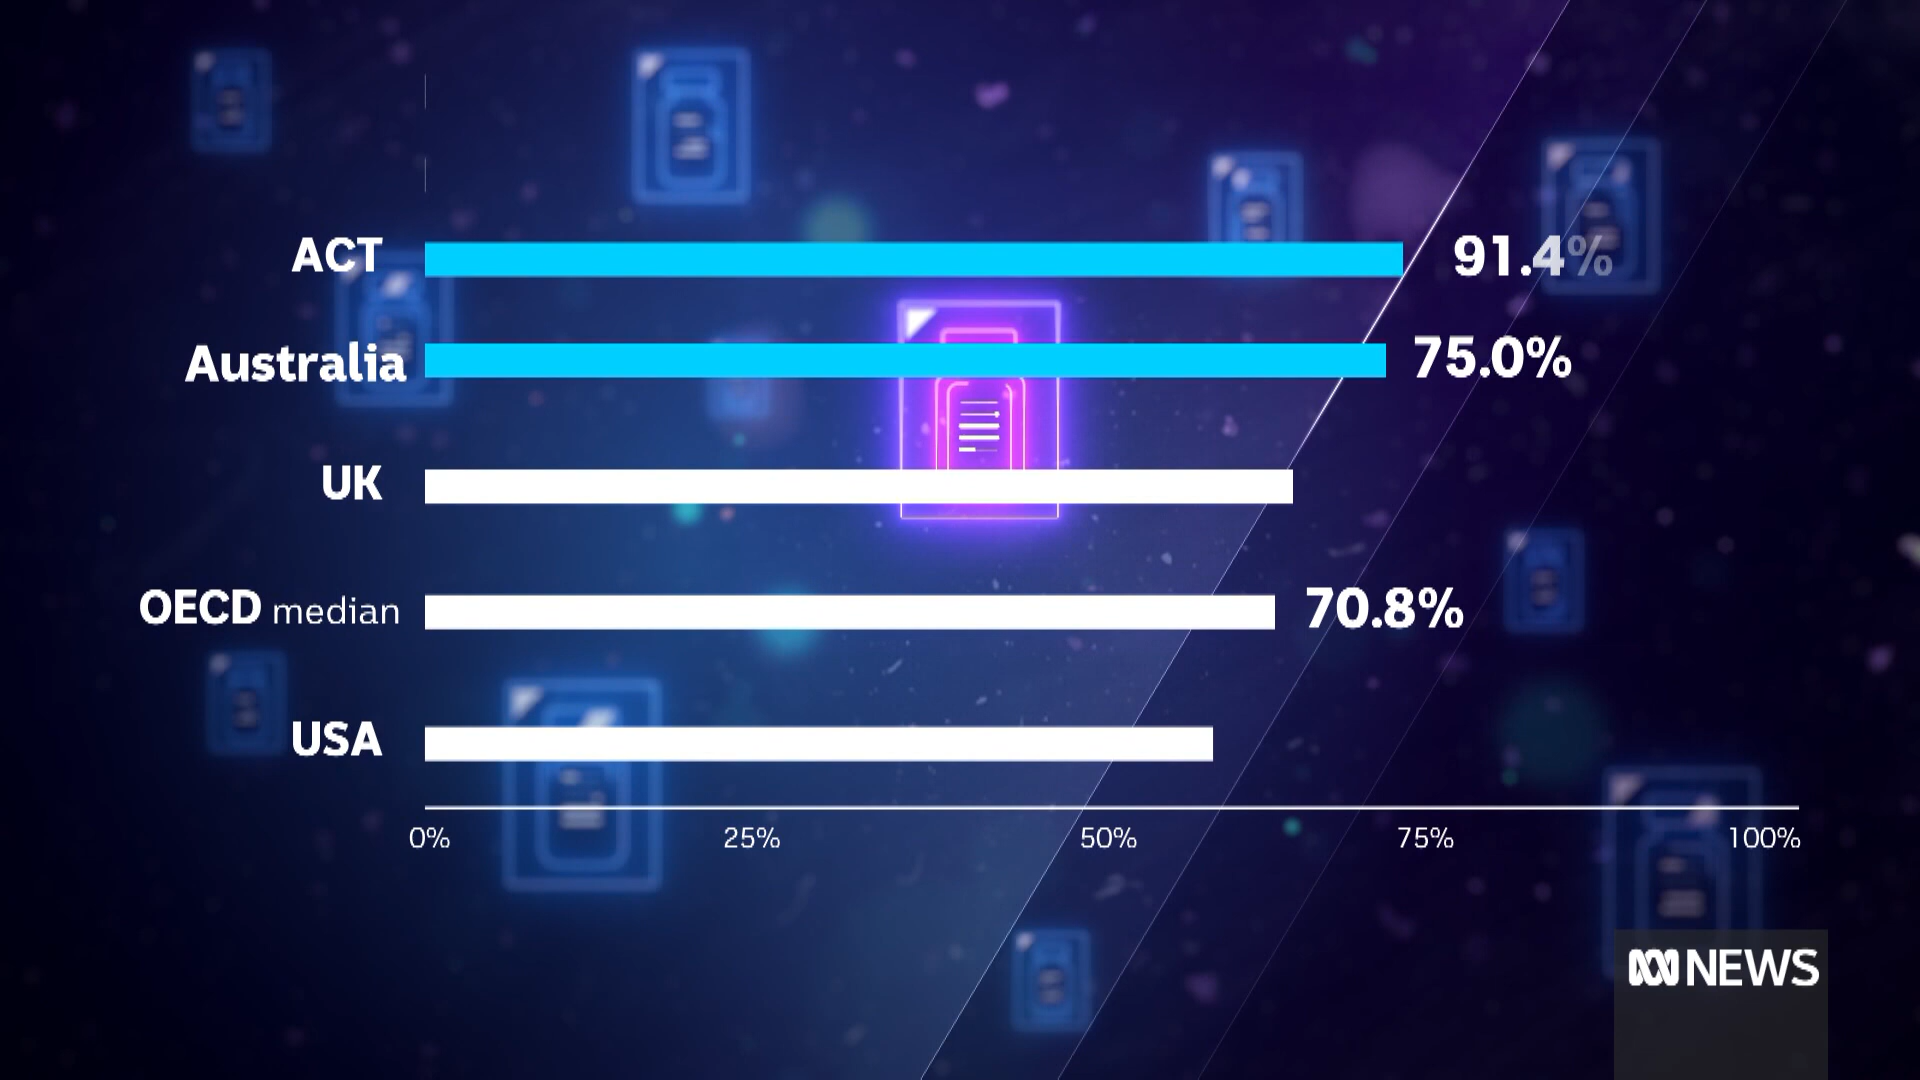 ACT 91.4%
Australia 75.0%
UK
OECD median 70.8%
USA
0% 25% 50% 75% 100%
NEWS